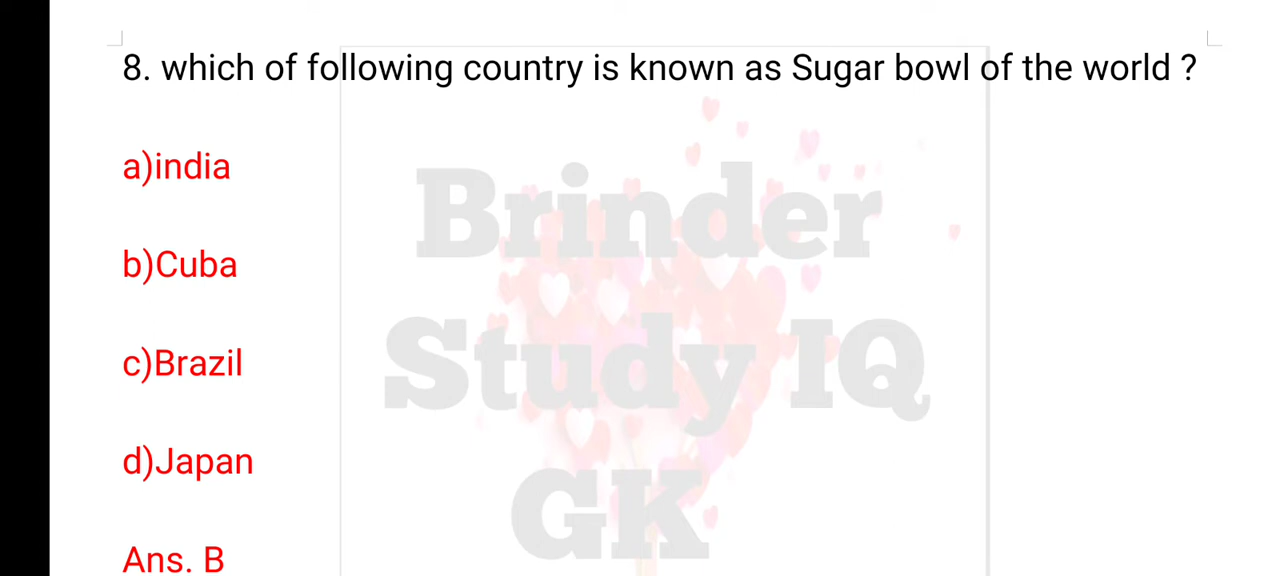 8. which of following country is known as Sugar bowl of the world ?
a)india
b)Cuba
c)Brazil
d)Japan
Ans. B
Brinder
Study IQ
GK